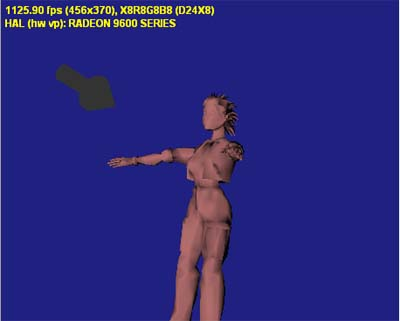 1125.90 fps (456x370), X8R8G8B8 (D24X8)
HAL (hw vp): RADEON 9600 SERIES